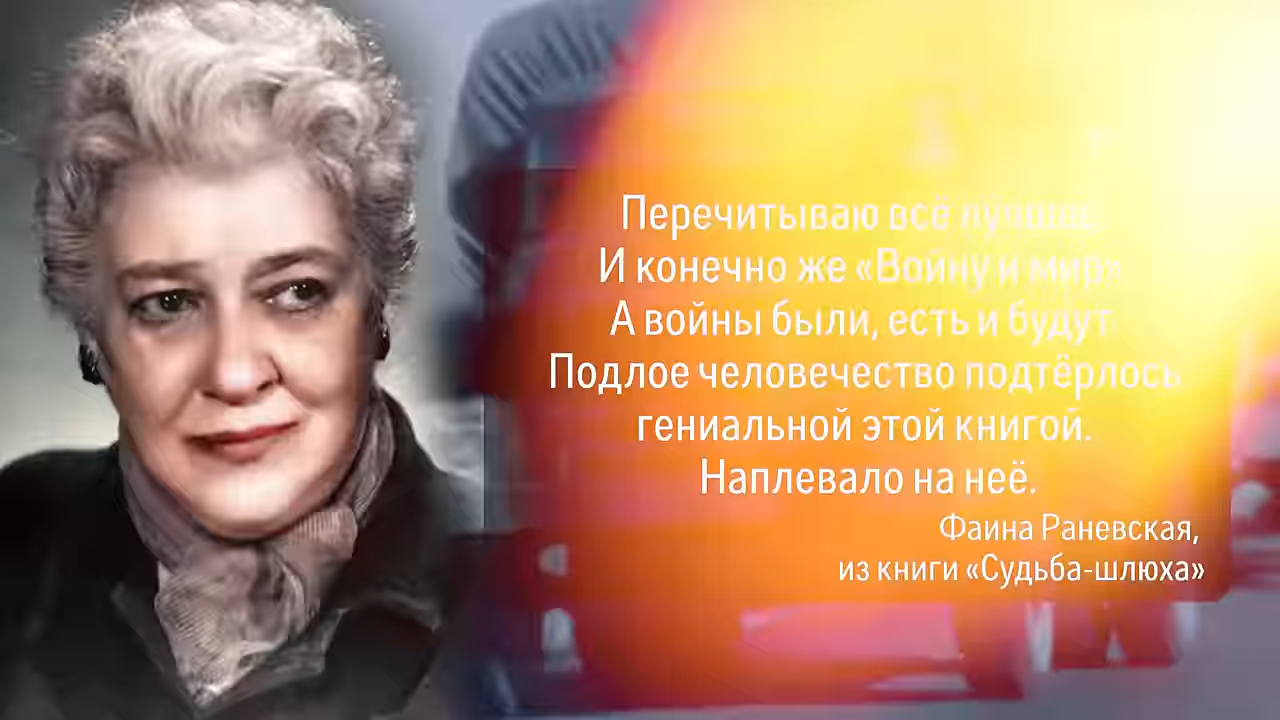 Перечитываю всё лучшее.
И конечно же «Войну и мир»
А войны были, есть и будут
Подлое человечество подтёрлось
гениальной этой книгой.
Наплевало на неё.
Фаина Раневская,
из книги «Судьба-шлюха»